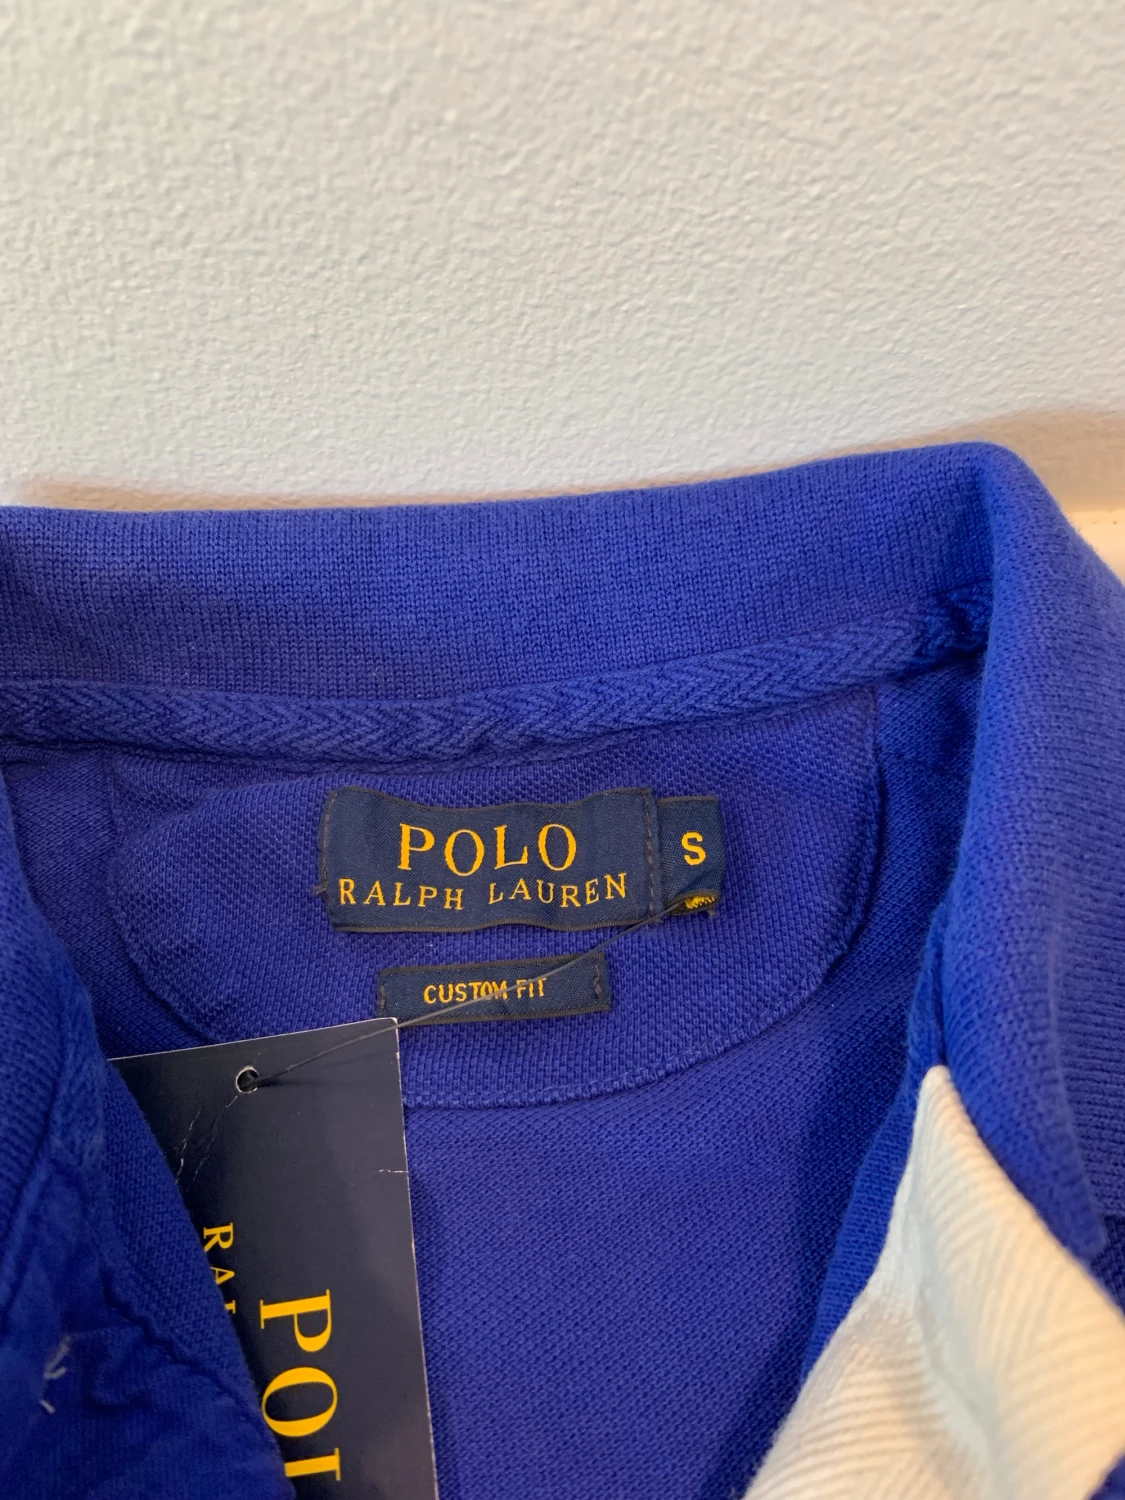 POLO
RALPH LAUREN
S
CUSTOM FIT
POL
RAL